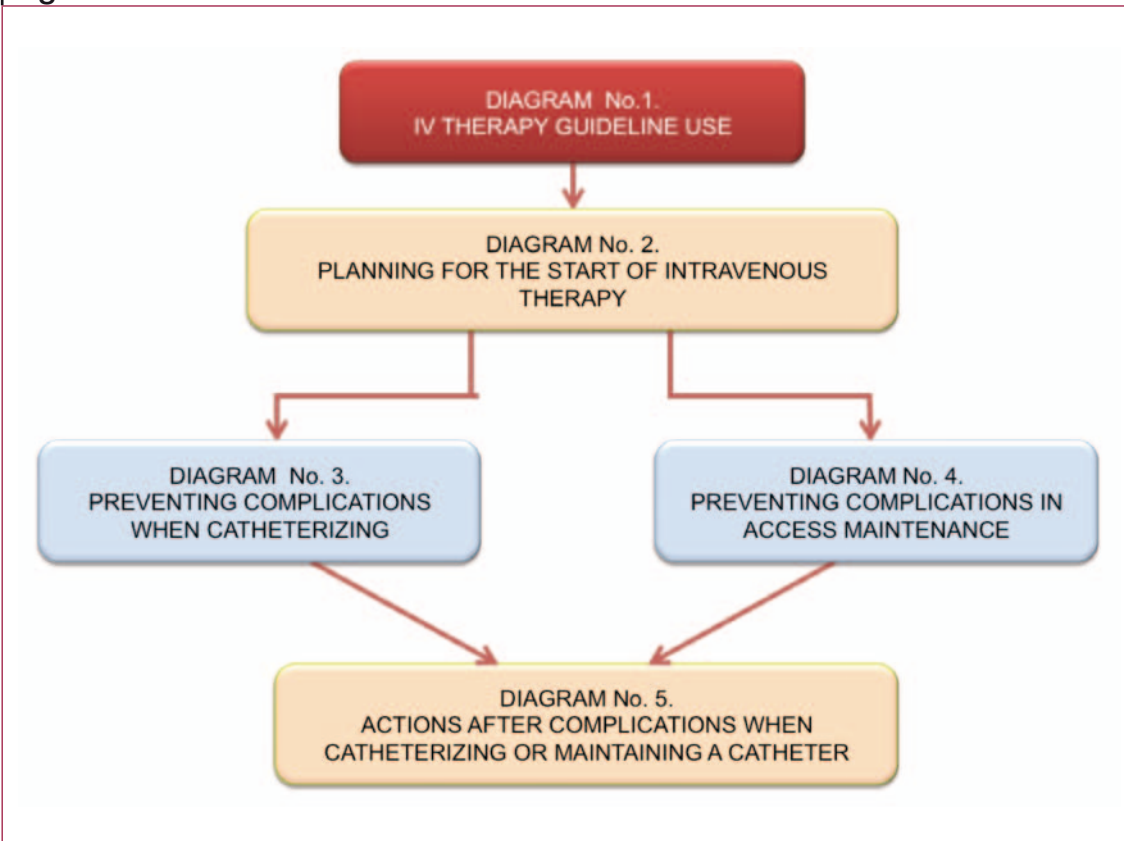 DIAGRAM No.1.
IV THERAPY GUIDELINE USE
DIAGRAM No. 2.
PLANNING FOR THE START OF INTRAVENOUS
THERAPY
DIAGRAM No. 3.
PREVENTING COMPLICATIONS
WHEN CATHETERIZING
DIAGRAM No. 4.
PREVENTING COMPLICATIONS IN
ACCESS MAINTENANCE
DIAGRAM No. 5.
ACTIONS AFTER COMPLICATIONS WHEN
CATHETERIZING OR MAINTAINING A CATHETER